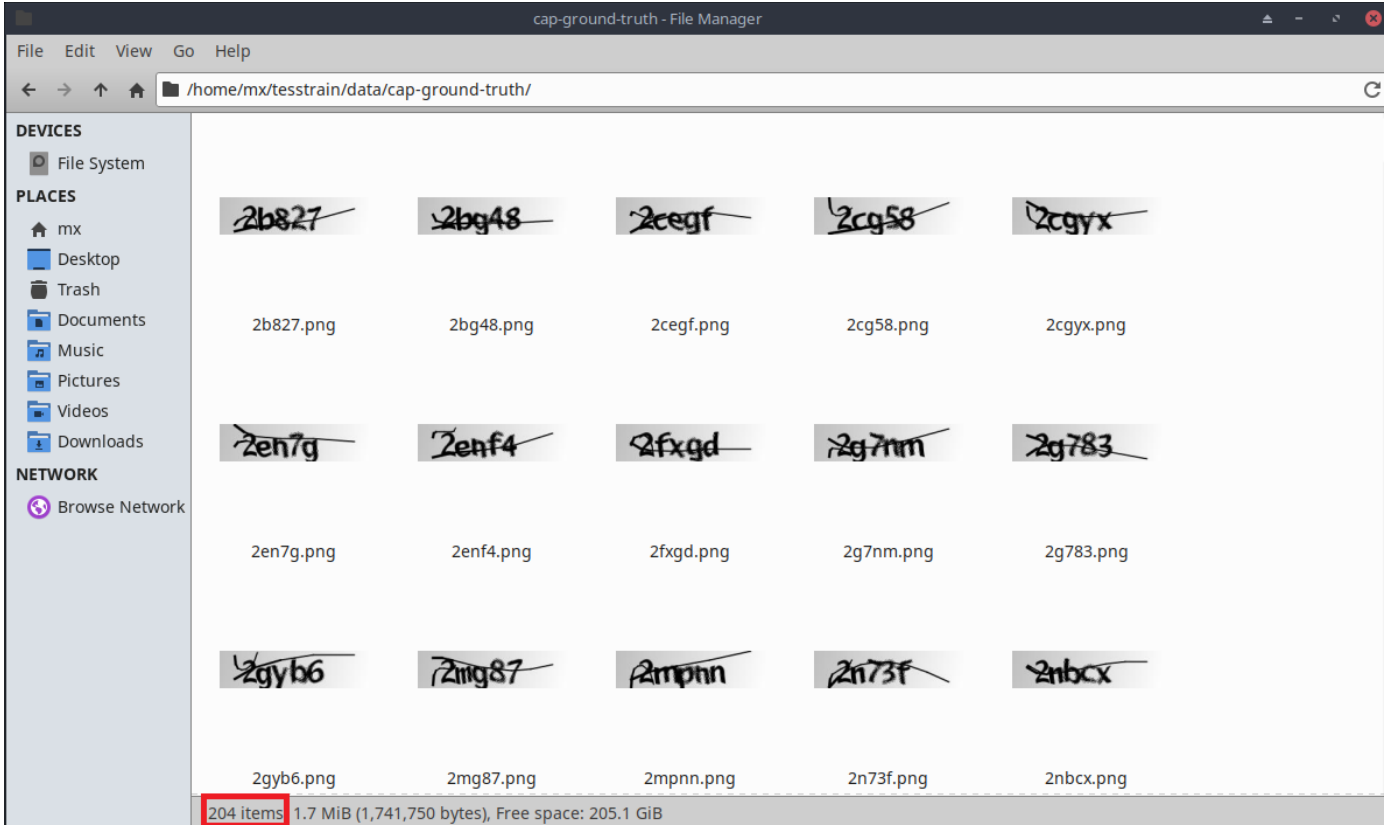 cap-ground-truth - File Manager
File Edit View Go Help
/home/mx/tesstrain/data/cap-ground-truth/
DEVICES
File System
PLACES
mx
Desktop
Trash
Documents
Music
Pictures
Videos
Downloads
NETWORK
Browse Network
2b827 2bg48 2cegf 2cg58 2cgyx
2b827.png 2bg48.png 2cegf.png 2cg58.png 2cgyx.png
2en7g 2enf4 2fxgd 2g7nm 2g783
2en7g.png 2enf4.png 2fxgd.png 2g7nm.png 2g783.png
2gyb6 2mg87 2mpnn 2n73f 2nbcx
2gyb6.png 2mg87.png 2mpnn.png 2n73f.png 2nbcx.png
204 items 1.7 MiB (1,741,750 bytes), Free space: 205.1 GiB